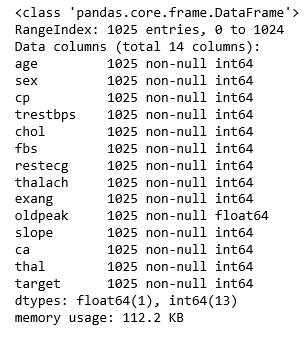 <class 'pandas.core.frame.DataFrame'>
RangeIndex: 1025 entries, 0 to 1024
Data columns (total 14 columns):
age         1025 non-null int64
sex         1025 non-null int64
cp          1025 non-null int64
trestbps    1025 non-null int64
chol        1025 non-null int64
fbs         1025 non-null int64
restecg     1025 non-null int64
thalach     1025 non-null int64
exang       1025 non-null int64
oldpeak     1025 non-null float64
slope       1025 non-null int64
ca          1025 non-null int64
thal        1025 non-null int64
target      1025 non-null int64
dtypes: float64(1), int64(13)
memory usage: 112.2 KB